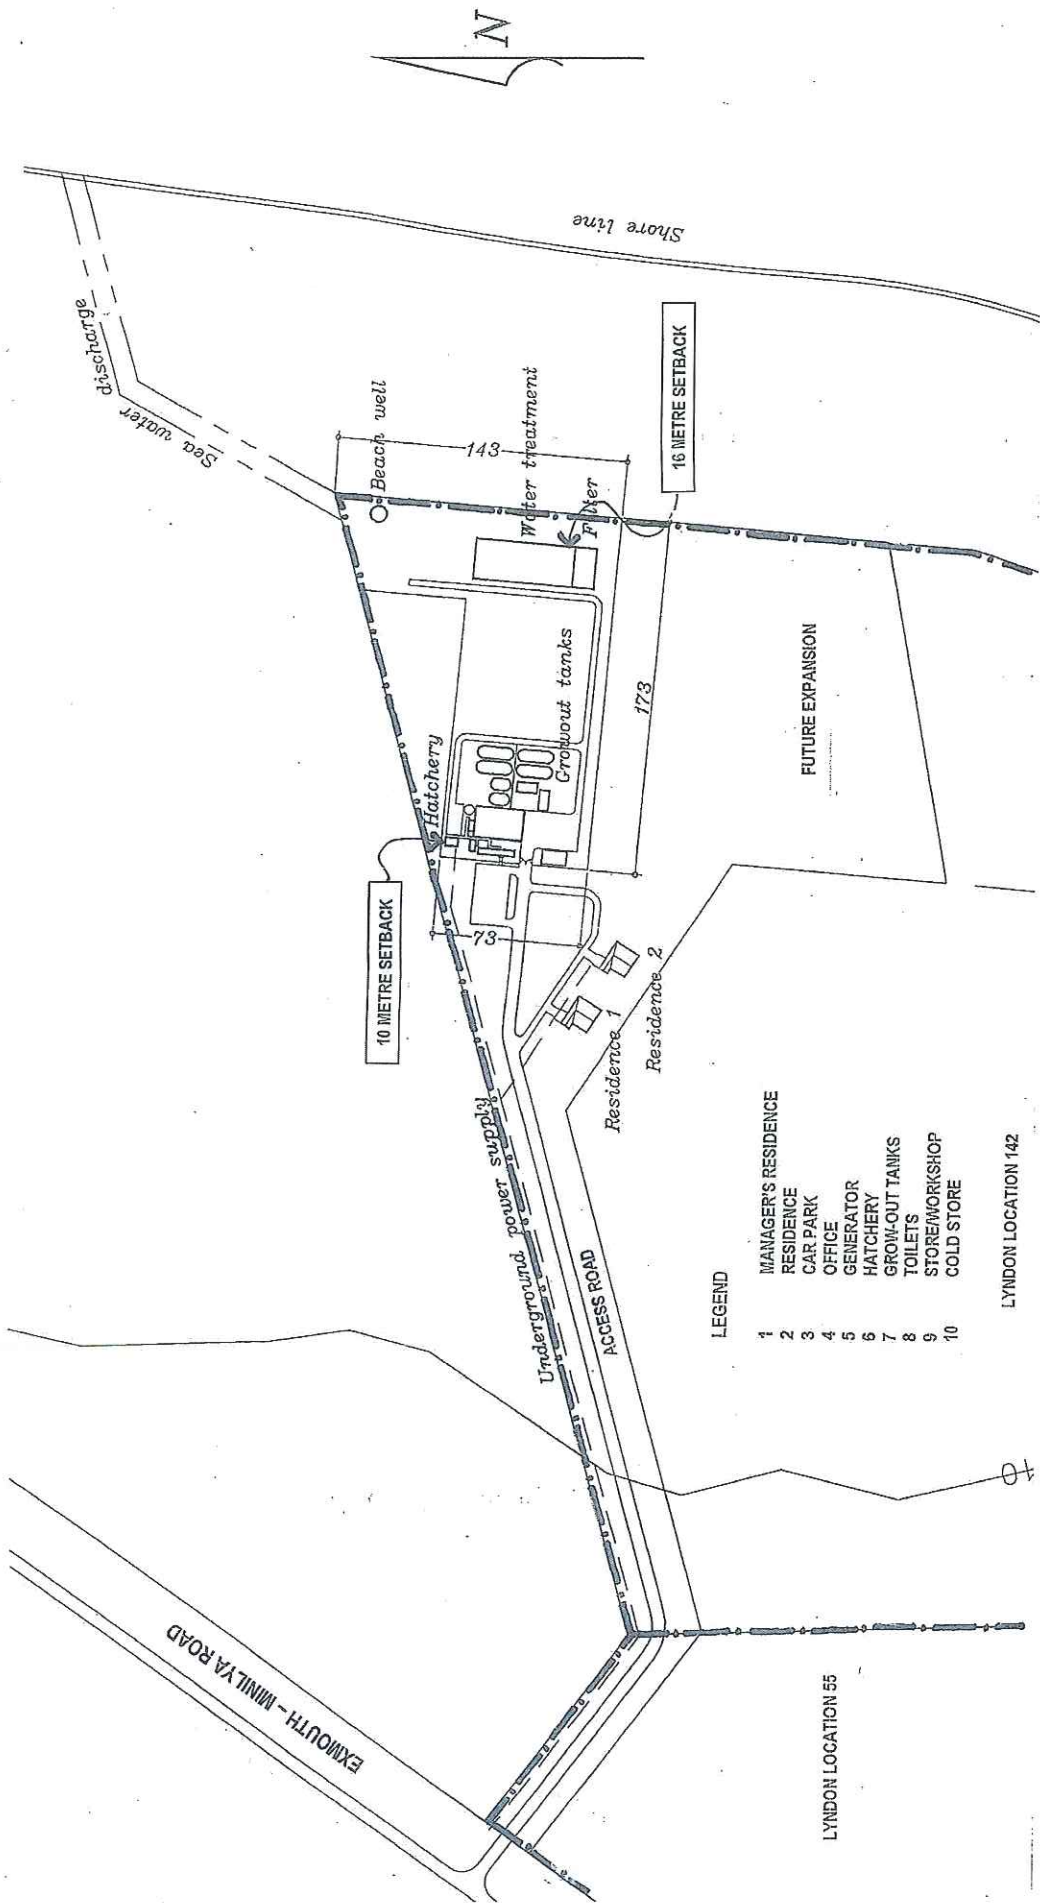 N
Shore line
discharge
Sea water
Beach well
143
Water treatment
Filter
16 METRE SETBACK
Hatchery
Growout tanks
173
FUTURE EXPANSION
10 METRE SETBACK
73
Residence 1
Residence 2
Underground power supply
ACCESS ROAD
LEGEND
1 MANAGER'S RESIDENCE
2 RESIDENCE
3 CAR PARK
4 OFFICE
5 GENERATOR
6 HATCHERY
7 GROW-OUT TANKS
8 TOILETS
9 STORE/WORKSHOP
10 COLD STORE
LYNDON LOCATION 142
10
EXMOUTH - MINILYA ROAD
LYNDON LOCATION 55